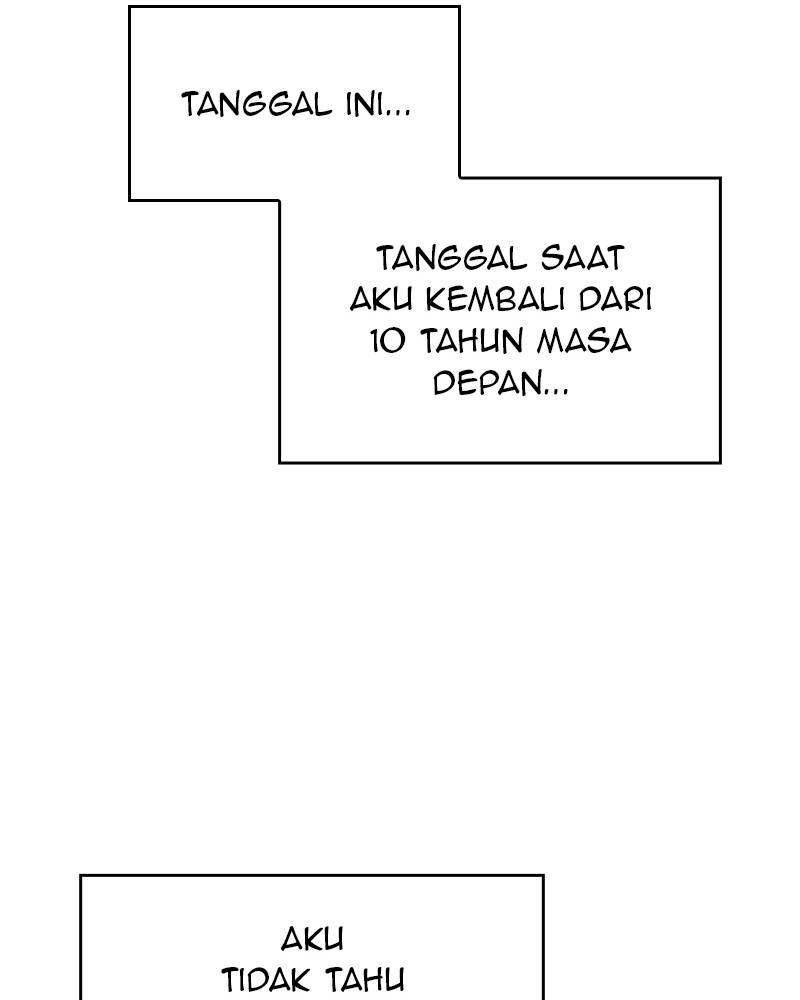 TANGGAL INI...
TANGGAL SAAT
AKU KEMBALI DARI
10 TAHUN MASA
DEPAN...
AKU
TIDAK TAHU